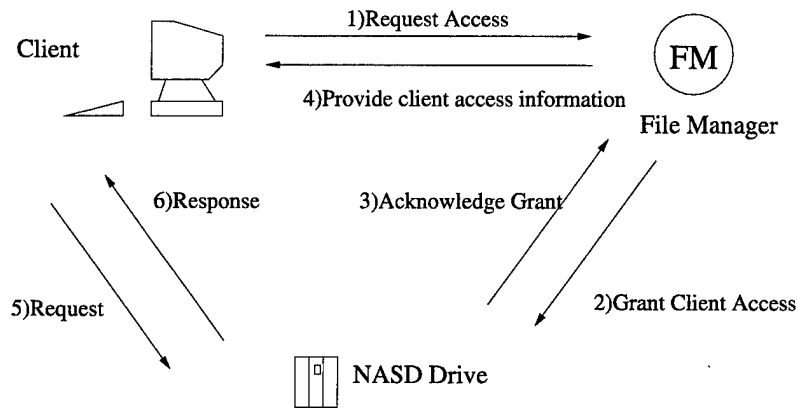 1)Request Access
Client
FM
4)Provide client access information
File Manager
6)Response
3)Acknowledge Grant
5)Request
2)Grant Client Access
NASD Drive